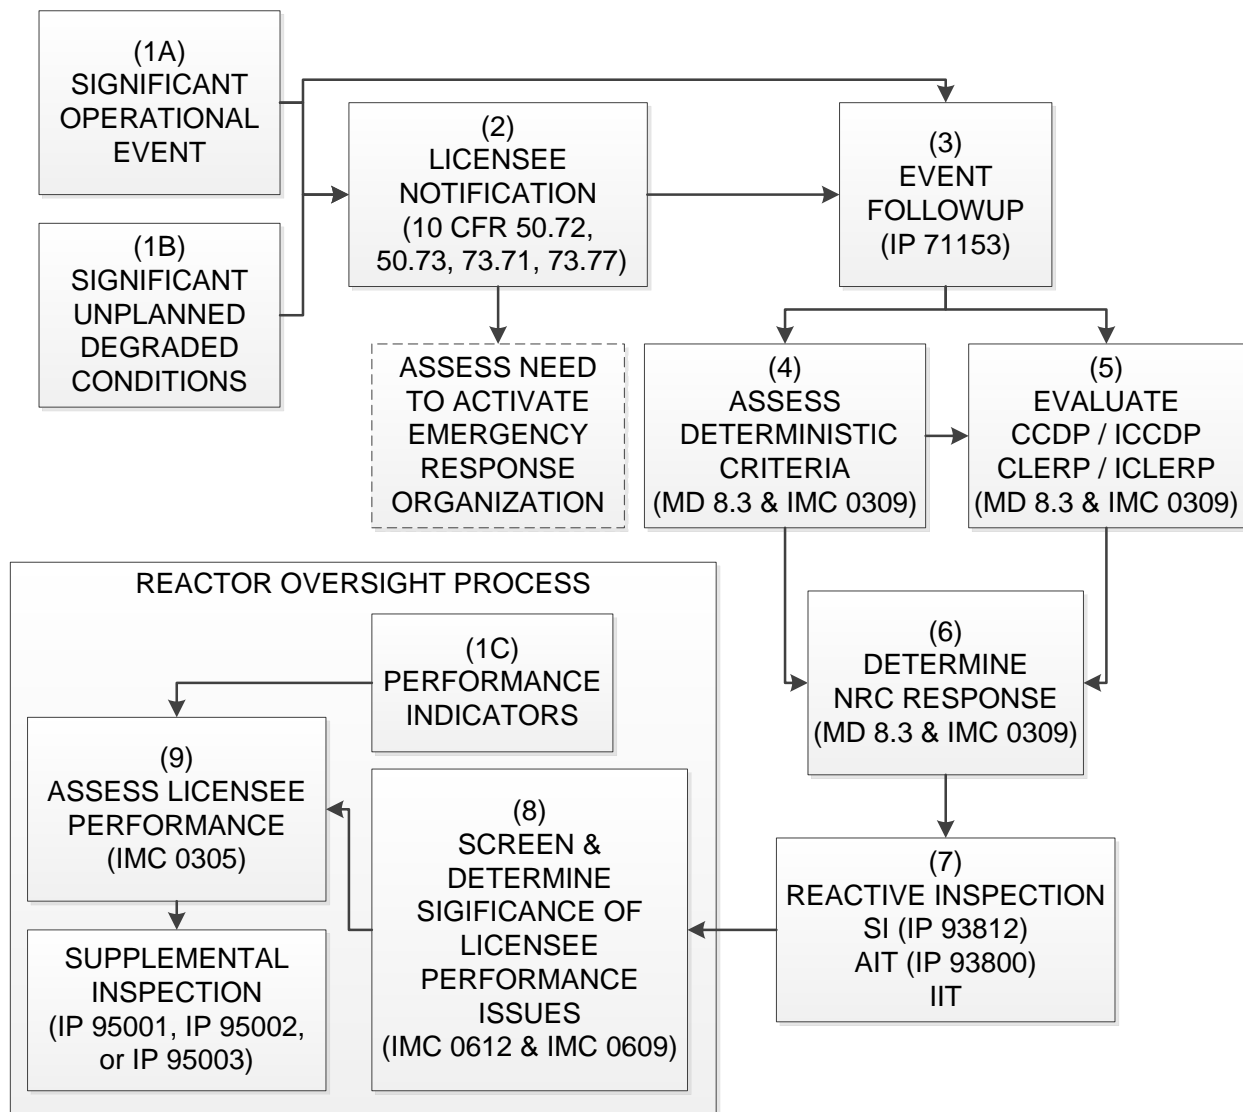 (1A)
SIGNIFICANT
OPERATIONAL
EVENT
(1B)
SIGNIFICANT
UNPLANNED
DEGRADED
CONDITIONS
(2)
LICENSEE
NOTIFICATION
(10 CFR 50.72,
50.73, 73.71, 73.77)
(3)
EVENT
FOLLOWUP
(IP 71153)
ASSESS NEED
TO ACTIVATE
EMERGENCY
RESPONSE
ORGANIZATION
(4)
ASSESS
DETERMINISTIC
CRITERIA
(MD 8.3 & IMC 0309)
(5)
EVALUATE
CCDP / ICCDP
CLERP / ICLERP
(MD 8.3 & IMC 0309)
(6)
DETERMINE
NRC RESPONSE
(MD 8.3 & IMC 0309)
(7)
REACTIVE INSPECTION
SI (IP 93812)
AIT (IP 93800)
IIT
REACTOR OVERSIGHT PROCESS
(1C)
PERFORMANCE
INDICATORS
(8)
SCREEN &
DETERMINE
SIGIFICANCE OF
LICENSEE
PERFORMANCE
ISSUES
(IMC 0612 & IMC 0609)
(9)
ASSESS LICENSEE
PERFORMANCE
(IMC 0305)
SUPPLEMENTAL
INSPECTION
(IP 95001, IP 95002,
or IP 95003)